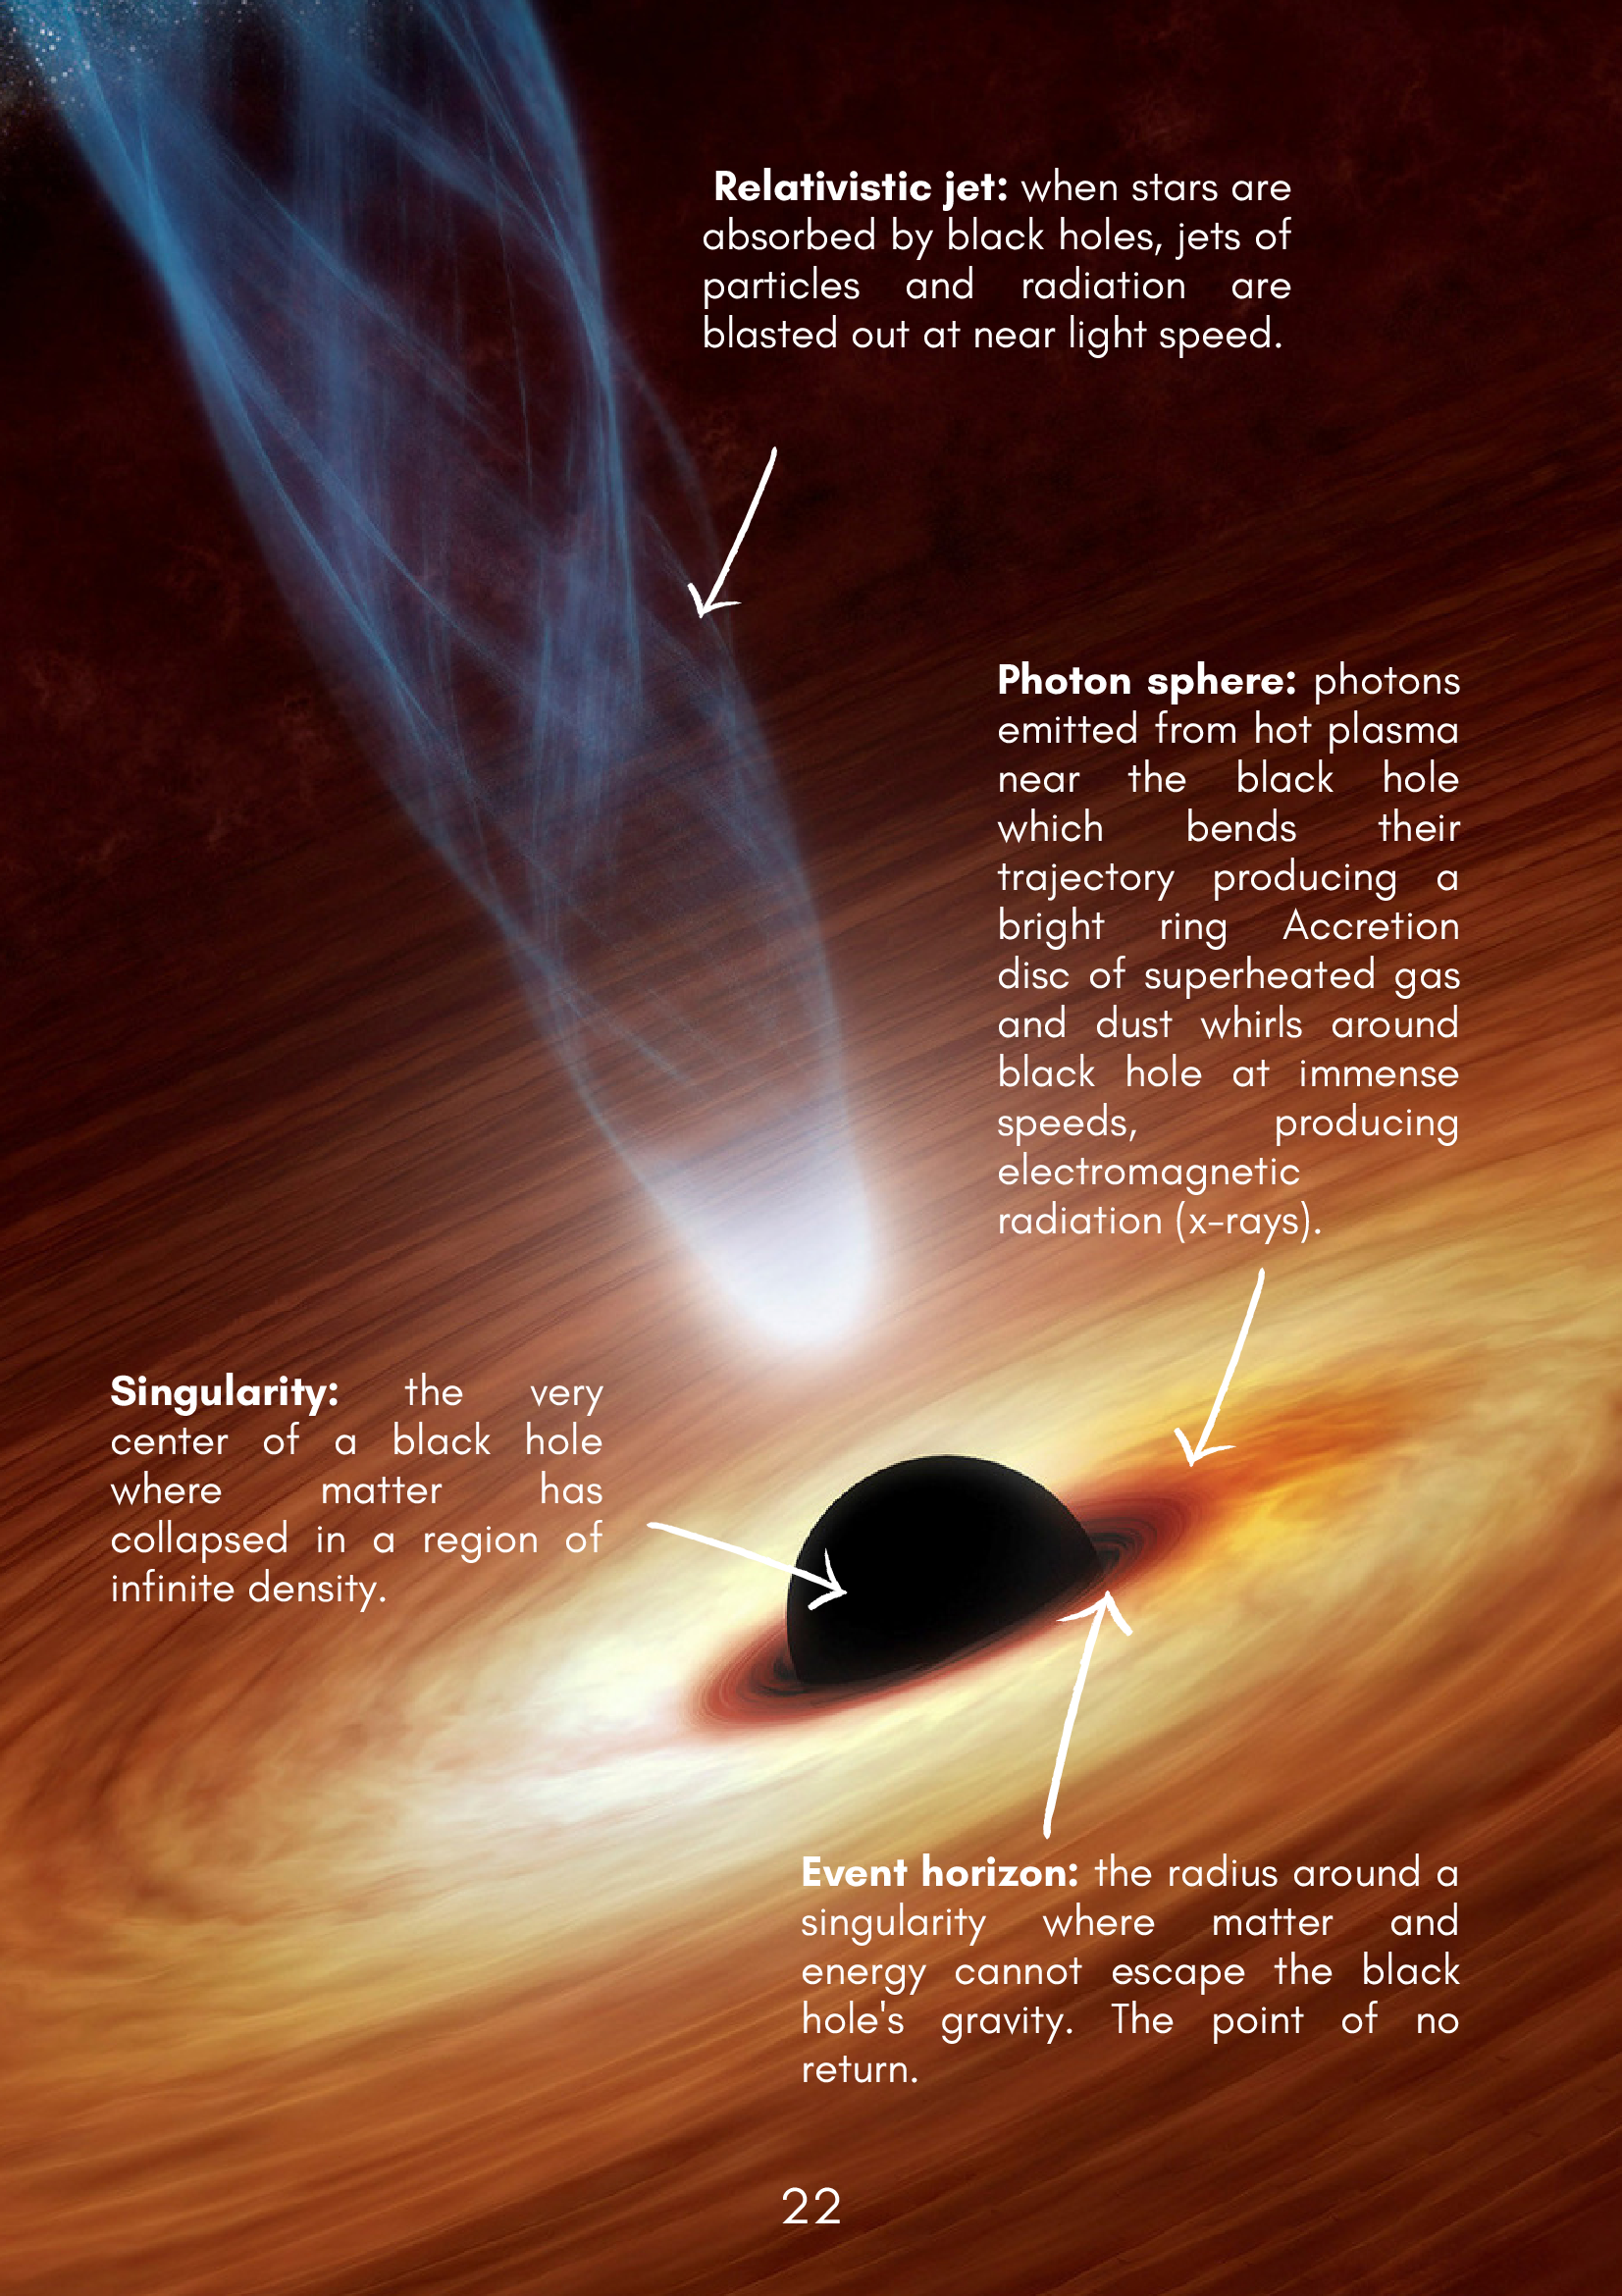 Relativistic jet: when stars are
absorbed by black holes, jets of
particles and radiation are
blasted out at near light speed.
Photon sphere: photons
emitted from hot plasma
near the black hole
which bends their
trajectory producing a
bright ring Accretion
disc of superheated gas
and dust whirls around
black hole at immense
speeds, producing
electromagnetic
radiation (x-rays).
Singularity: the very
center of a black hole
where matter has
collapsed in a region of
infinite density.
Event horizon: the radius around a
singularity where matter and
energy cannot escape the black
hole's gravity. The point of no
return.
22